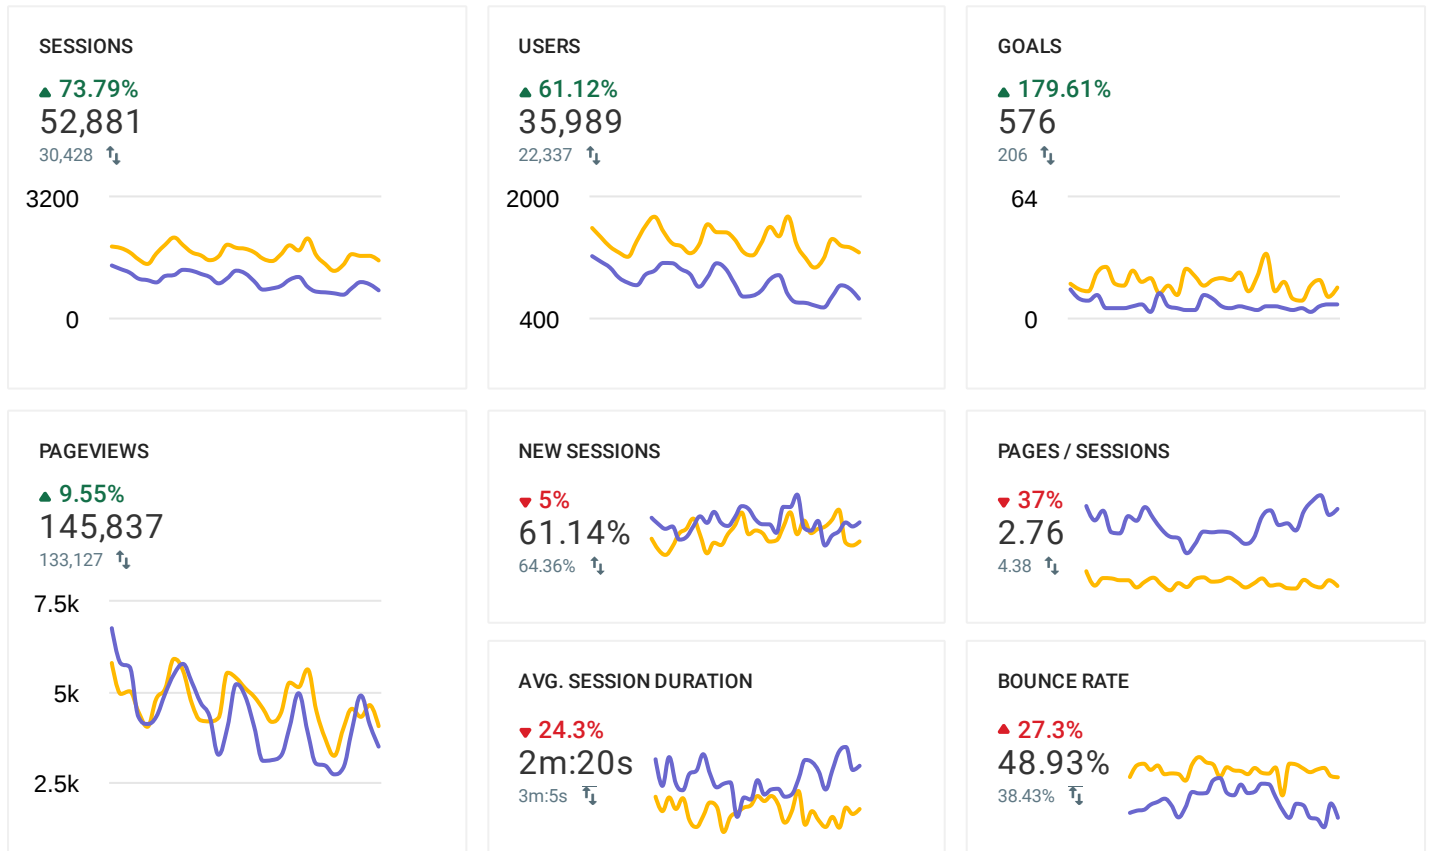 SESSIONS
73.79%
52,881
30,428
3200
0
USERS
61.12%
35,989
22,337
2000
400
GOALS
179.61%
576
206
64
0
PAGEVIEWS
9.55%
145,837
133,127
7.5k
5k
2.5k
NEW SESSIONS
5%
61.14%
64.36%
PAGES / SESSIONS
37%
2.76
4.38
AVG. SESSION DURATION
24.3%
2m:20s
3m:5s
BOUNCE RATE
27.3%
48.93%
38.43%